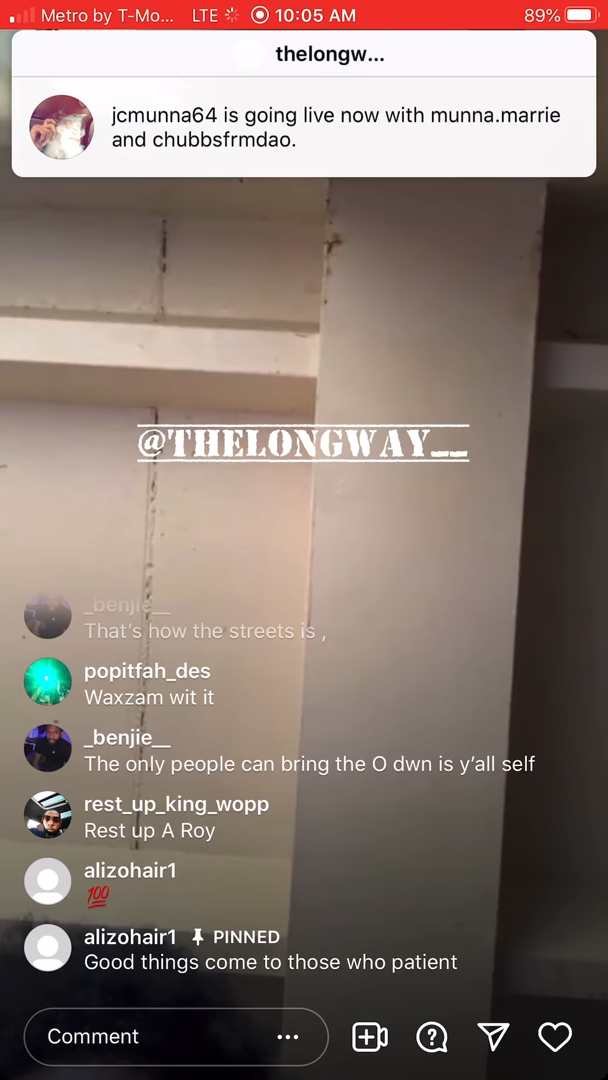 Metro by T-Mo... LTE 10:05 AM 89%
thelongw...
jcmunna64 is going live now with munna.marrie
and chubbsfrmdao.
@THELONGWAY__
_benjie__
That’s how the streets is ,
popitfah_des
Waxzam wit it
_benjie__
The only people can bring the O dwn is y’all self
rest_up_king_wopp
Rest up A Roy
alizohair1
💯
alizohair1 PINNED
Good things come to those who patient
Comment